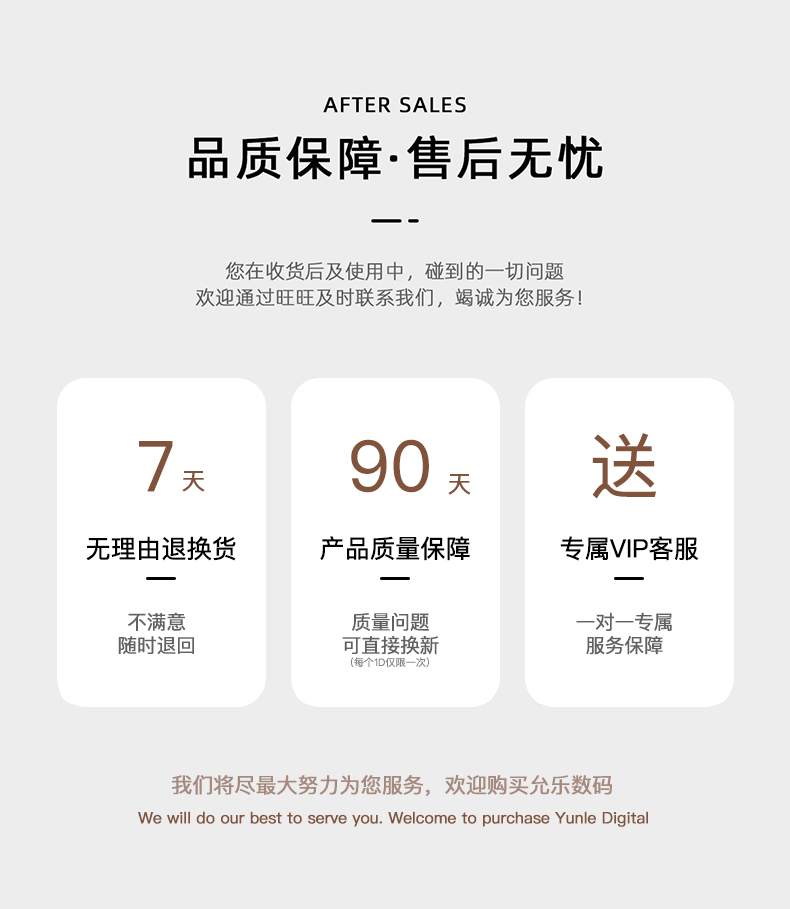 AFTER SALES
品质保障·售后无忧
您在收货后及使用中，碰到的一切问题
欢迎通过旺旺及时联系我们，竭诚为您服务！
7天
无理由退换货
不满意
随时退回
90天
产品质量保障
质量问题
可直接换新
(每个1D仅限一次)
送
专属VIP客服
一对一专属
服务保障
我们将尽最大努力为您服务，欢迎购买允乐数码
We will do our best to serve you. Welcome to purchase Yunle Digital